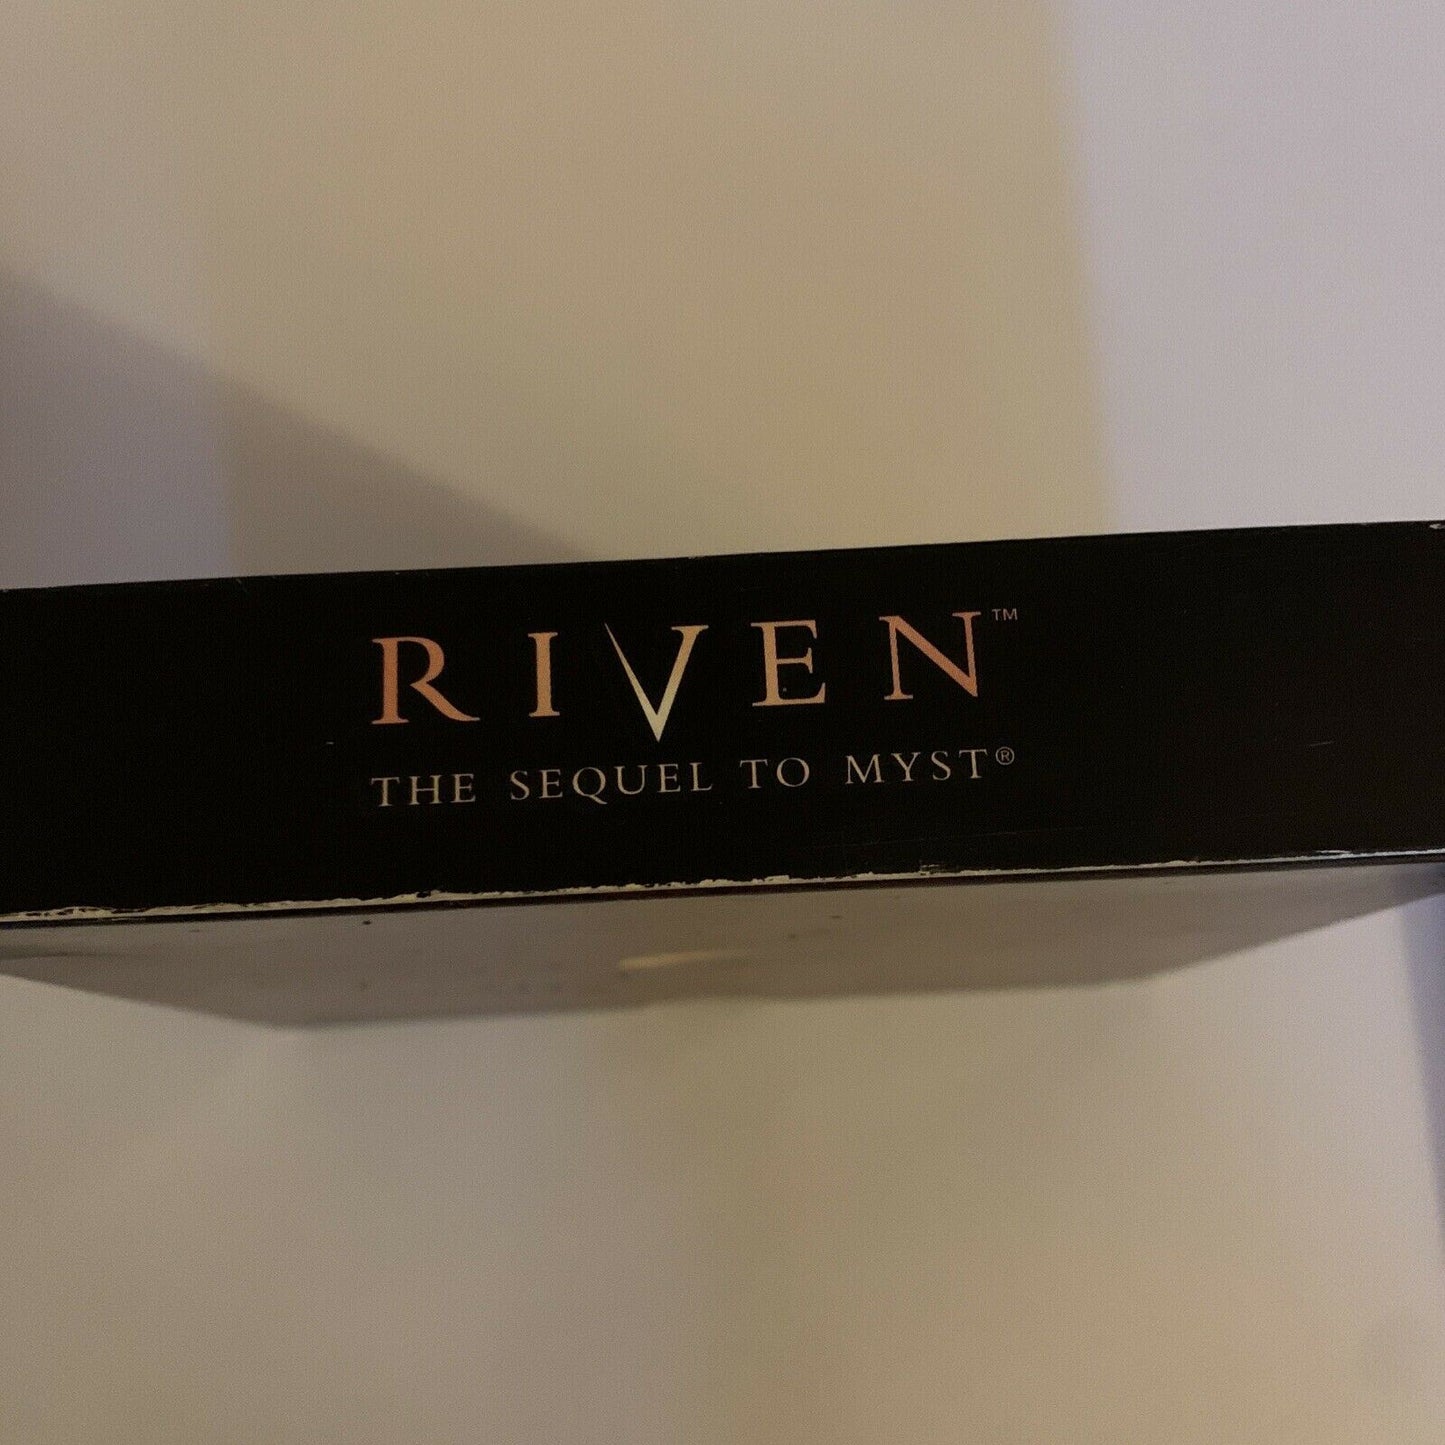 RIVEN™
THE SEQUEL TO MYST®